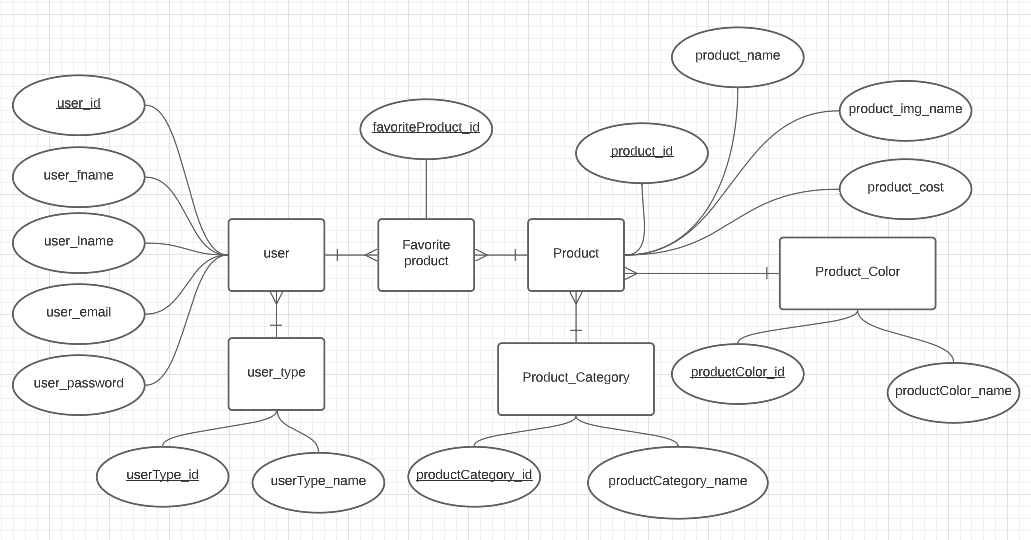 product_name
user_id
product_img_name
favoriteProduct_id
product_id
user_fname
product_cost
user_lname
user
Favorite
product
Product
Product_Color
user_email
user_type
Product_Category
productColor_id
user_password
productColor_name
userType_id
userType_name
productCategory_id
productCategory_name